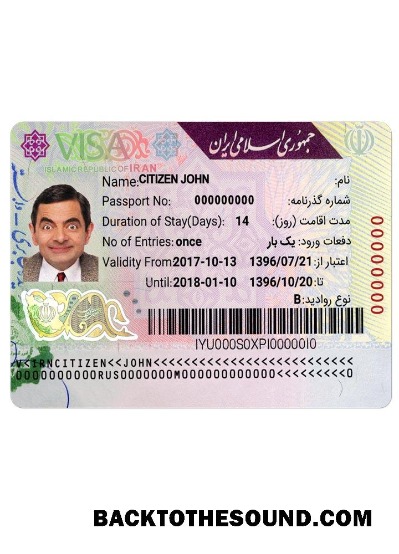 VISA جمهوری اسلامی ایران
ISLAMIC REPUBLIC OF IRAN
Name: CITIZEN JOHN نام:
Passport No: 000000000 شماره گذرنامه:
Duration of Stay(Days): 14 مدت اقامت (روز):
No of Entries: once دفعات ورود: یک بار
Validity From 2017-10-13 1396/07/21 اعتبار از:
Until: 2018-01-10 1396/10/20 تا:
نوع روادید: B
00000000
IYU000S0XPI00000I0
V<IRNCITIZEN<<JOHN<<<<<<<<<<<<<<<<<<<<<<<<<<
0000000000RUS0000000M0000000000000<<<<<<<<0
BACKTOTHESOUND.COM